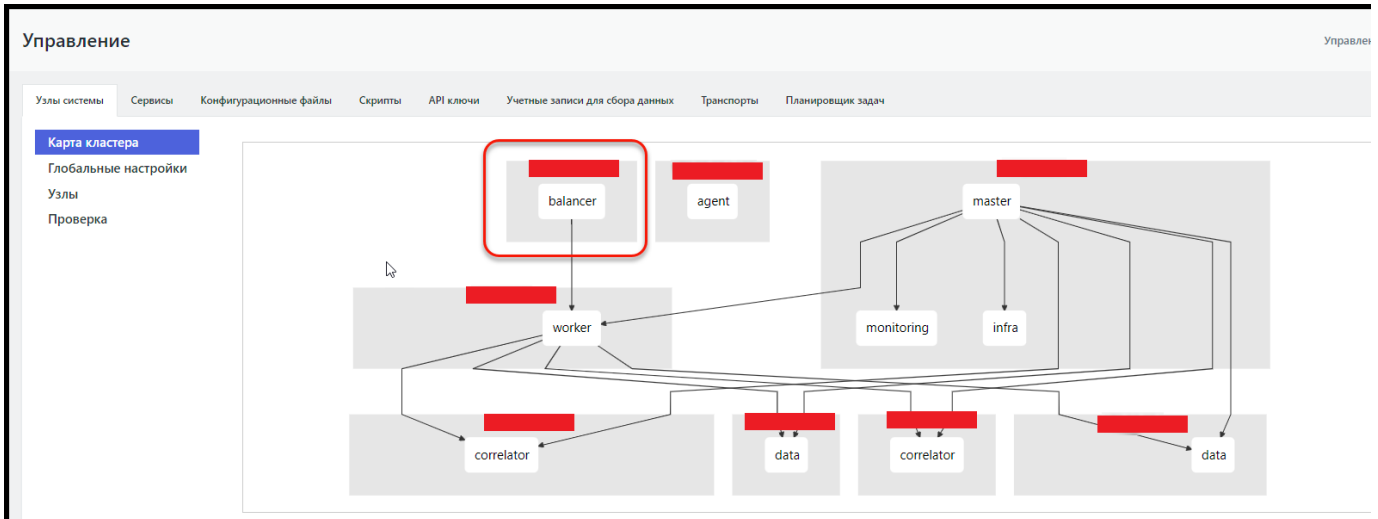 Управление
Управлен
Узлы системы Сервисы Конфигурационные файлы Скрипты API ключи Учетные записи для сбора данных Транспорты Планировщик задач
Карта кластера
Глобальные настройки
Узлы
Проверка
balancer agent master
worker monitoring infra
correlator data correlator data